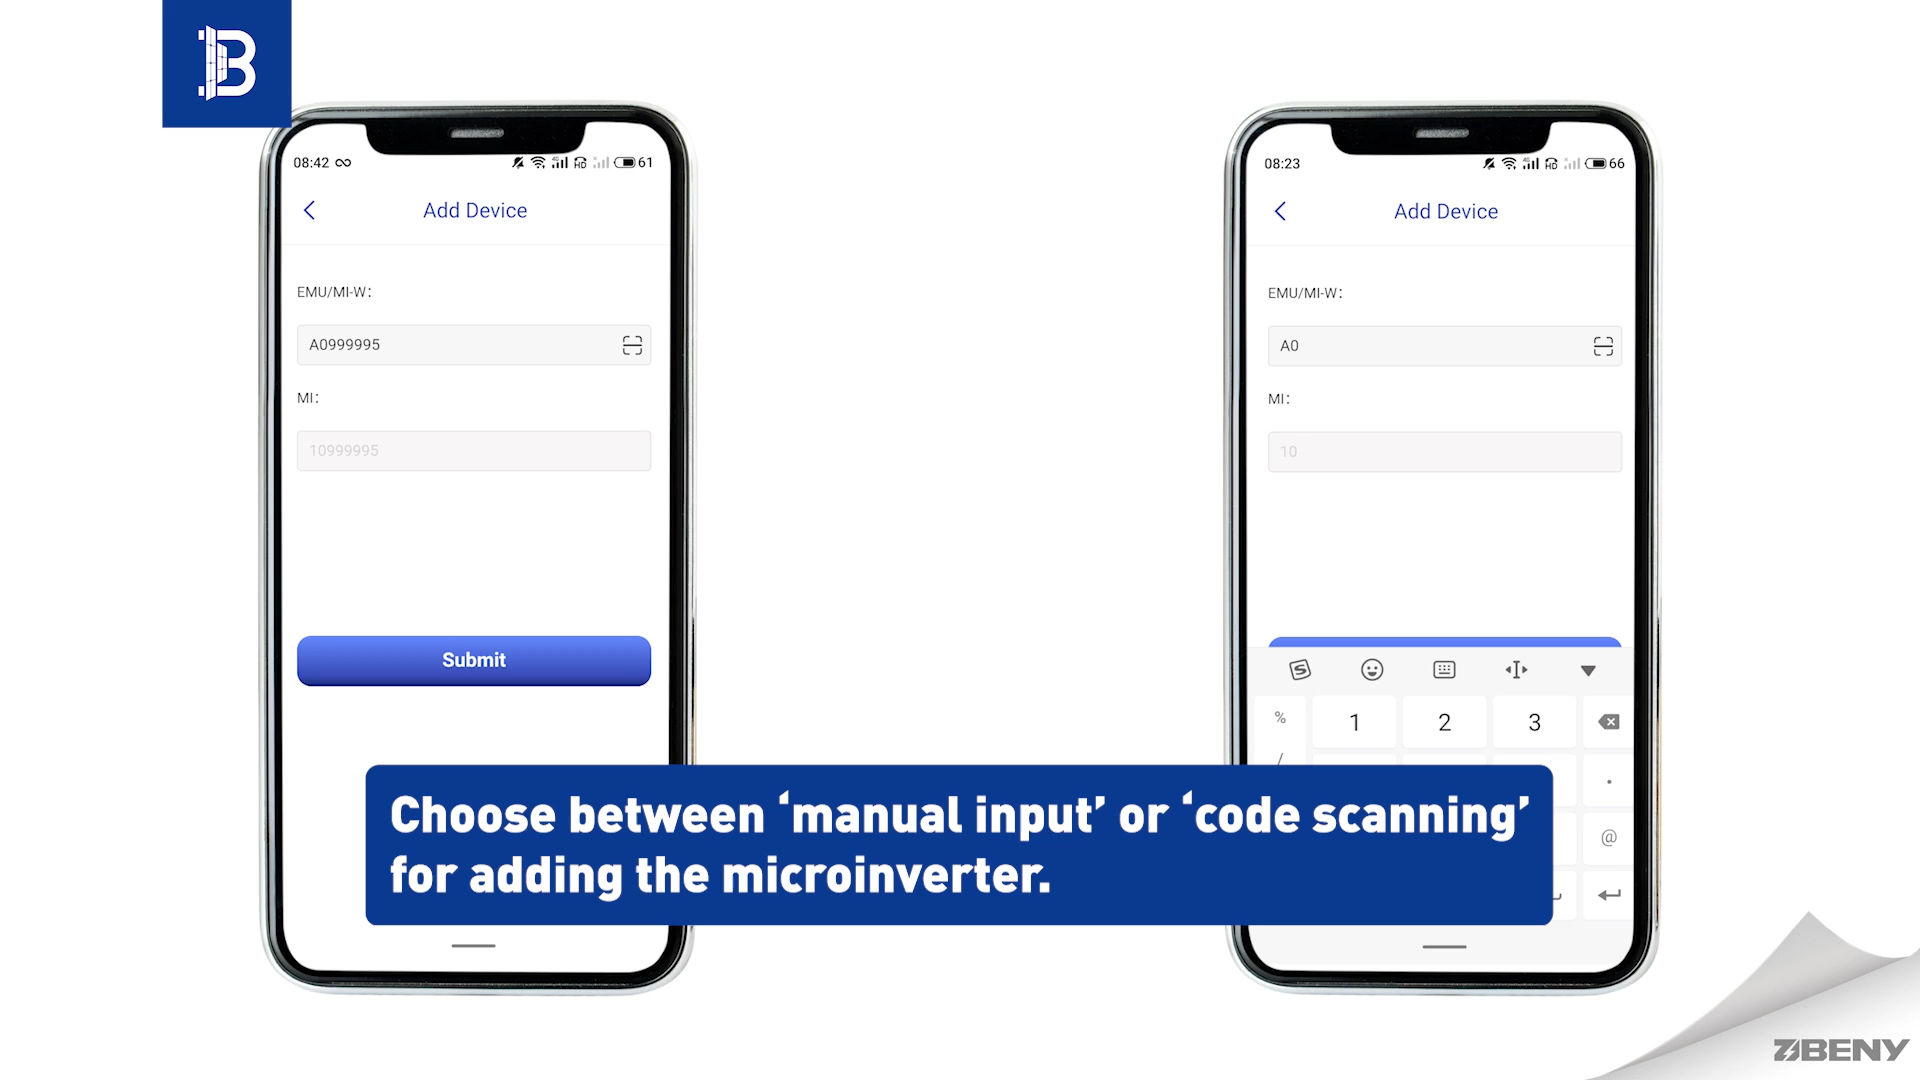 B
08:42
61
Add Device
EMU/MI-W:
A0999995
MI:
10999995
Submit
08:23
66
Add Device
EMU/MI-W:
A0
MI:
10
%
1
2
3
/
.
@
Choose between ‘manual input’ or ‘code scanning’
for adding the microinverter.
ZJBENY